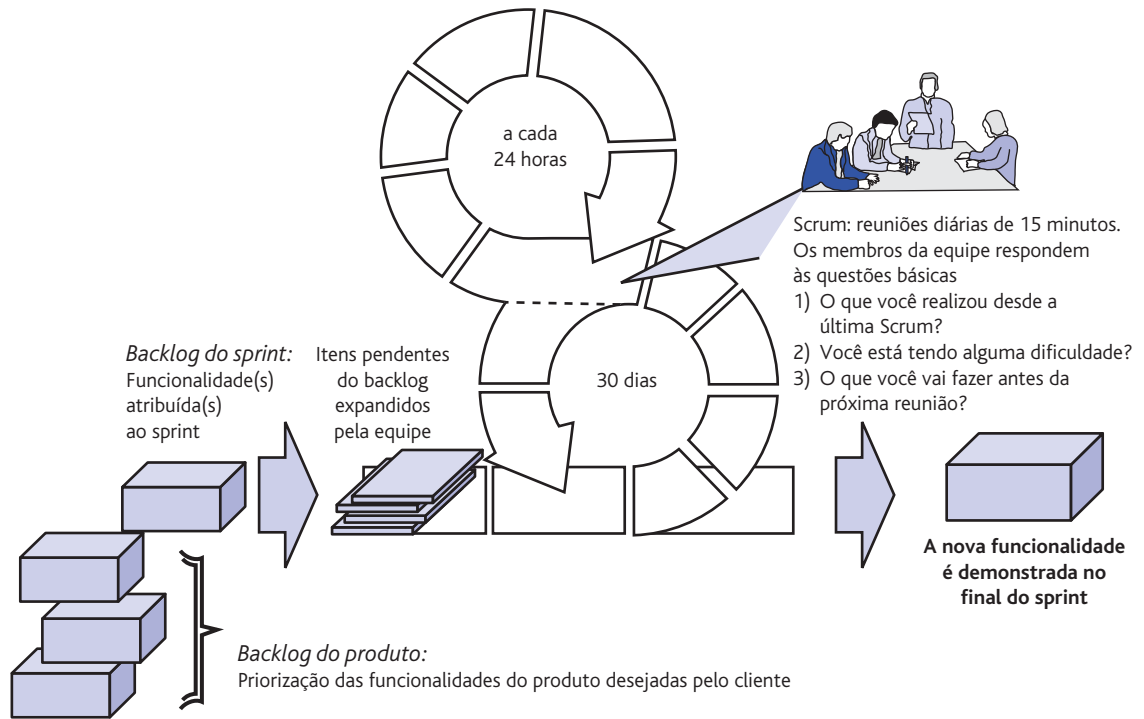 a cada
24 horas
Scrum: reuniões diárias de 15 minutos.
Os membros da equipe respondem
às questões básicas
1) O que você realizou desde a
última Scrum?
2) Você está tendo alguma dificuldade?
3) O que você vai fazer antes da
próxima reunião?
Backlog do sprint:
Funcionalidade(s)
atribuída(s)
ao sprint
Itens pendentes
do backlog
expandidos
pela equipe
30 dias
A nova funcionalidade
é demonstrada no
final do sprint
Backlog do produto:
Priorização das funcionalidades do produto desejadas pelo cliente